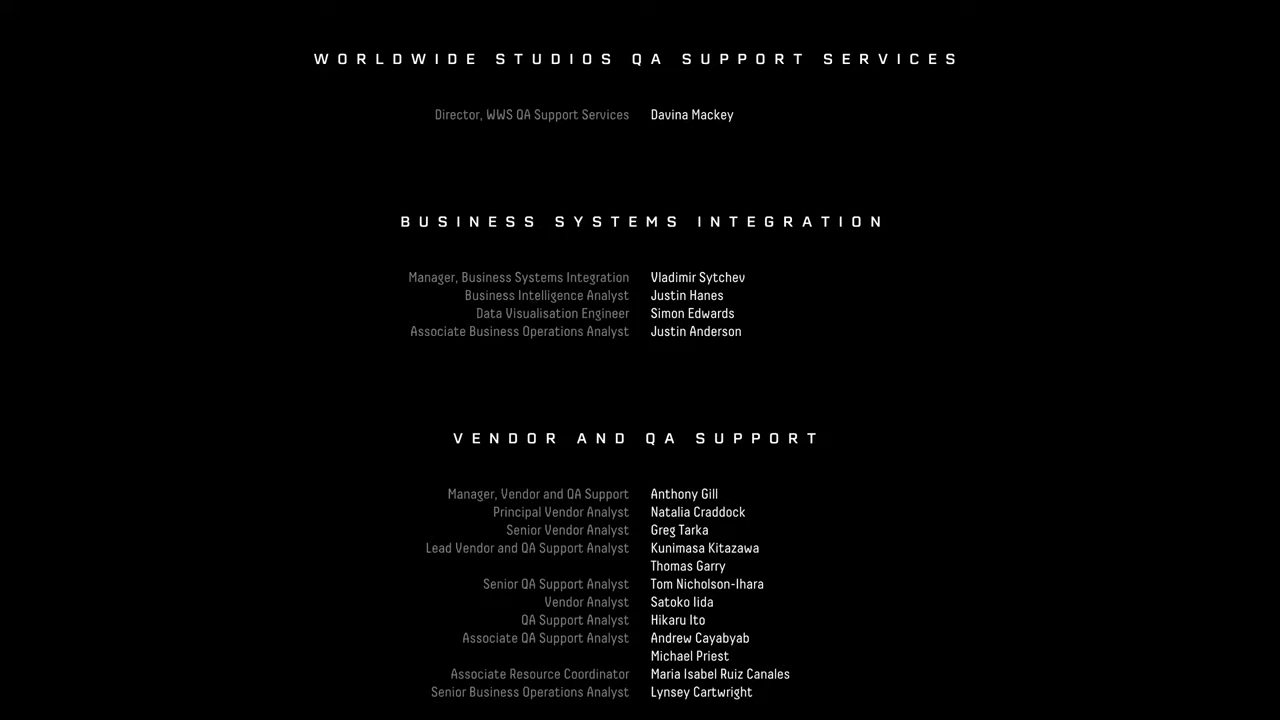 WORLDWIDE STUDIOS QA SUPPORT SERVICES
Director, WWS QA Support Services Davina Mackey
BUSINESS SYSTEMS INTEGRATION
Manager, Business Systems Integration Vladimir Sytchev
Business Intelligence Analyst Justin Hanes
Data Visualisation Engineer Simon Edwards
Associate Business Operations Analyst Justin Anderson
VENDOR AND QA SUPPORT
Manager, Vendor and QA Support Anthony Gill
Principal Vendor Analyst Natalia Craddock
Senior Vendor Analyst Greg Tarka
Lead Vendor and QA Support Analyst Kunimasa Kitazawa
Thomas Garry
Senior QA Support Analyst Tom Nicholson-Ihara
Vendor Analyst Satoko Iida
QA Support Analyst Hikaru Ito
Associate QA Support Analyst Andrew Cayabyab
Michael Priest
Associate Resource Coordinator Maria Isabel Ruiz Canales
Senior Business Operations Analyst Lynsey Cartwright